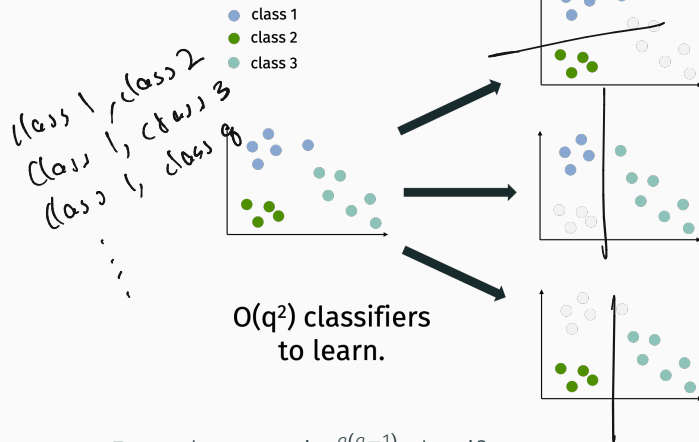 class 1
class 2
class 3
class 1, class 2
class 1, class 3
class 1, class q
O(q²) classifiers
to learn.